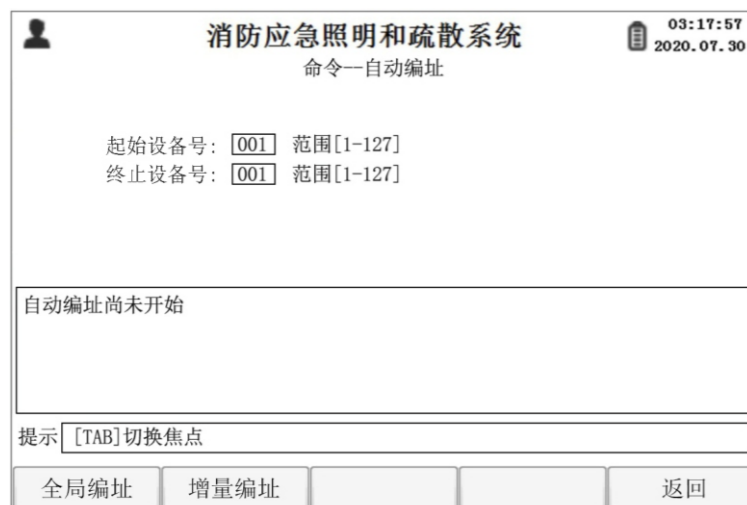 消防应急照明和疏散系统
03:17:57
2020.07.30
命令--自动编址
起始设备号: 001 范围[1-127]
终止设备号: 001 范围[1-127]
自动编址尚未开始
提示 [TAB]切换焦点
全局编址 增量编址 返回